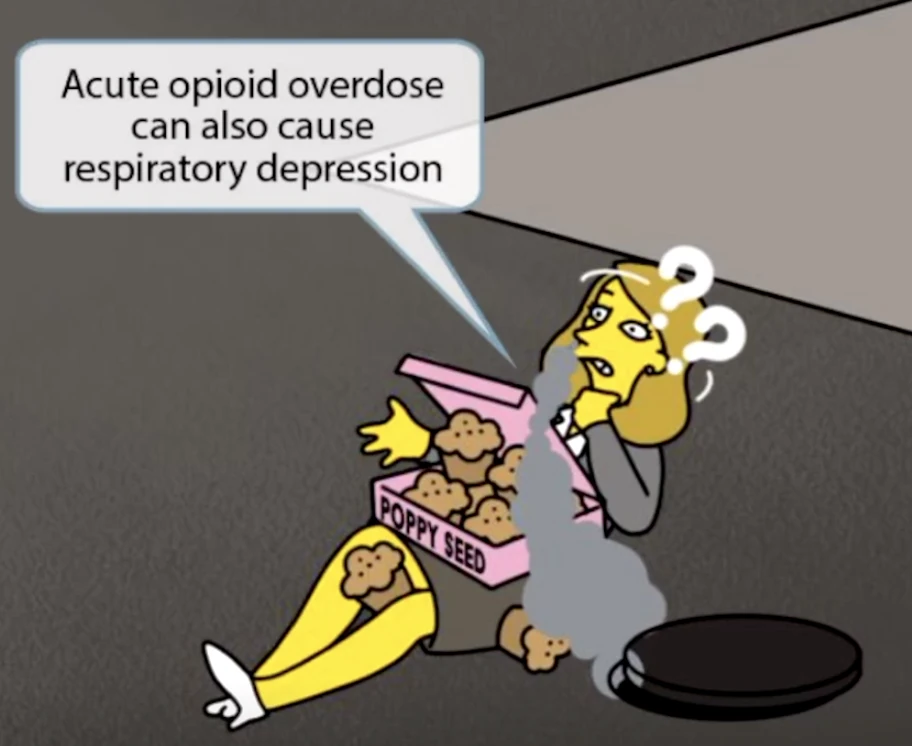 Acute opioid overdose
can also cause
respiratory depression
? ?
POPPY SEED